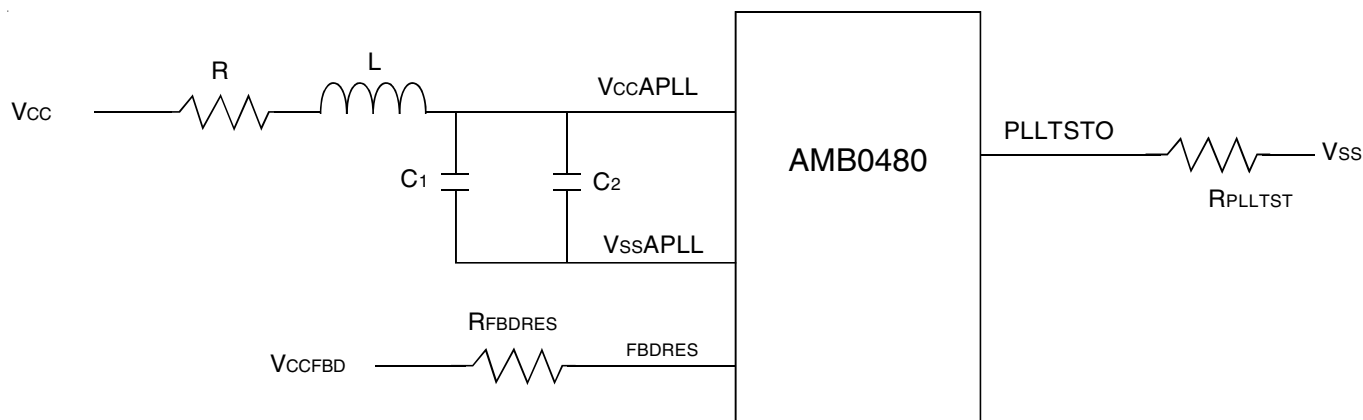 R
L
VCCAPLL
VCC
PLLTSTO
AMB0480
VSS
C1
C2
RPLLTST
VSSAPLL
RFBDRES
FBDRES
VCCFBD